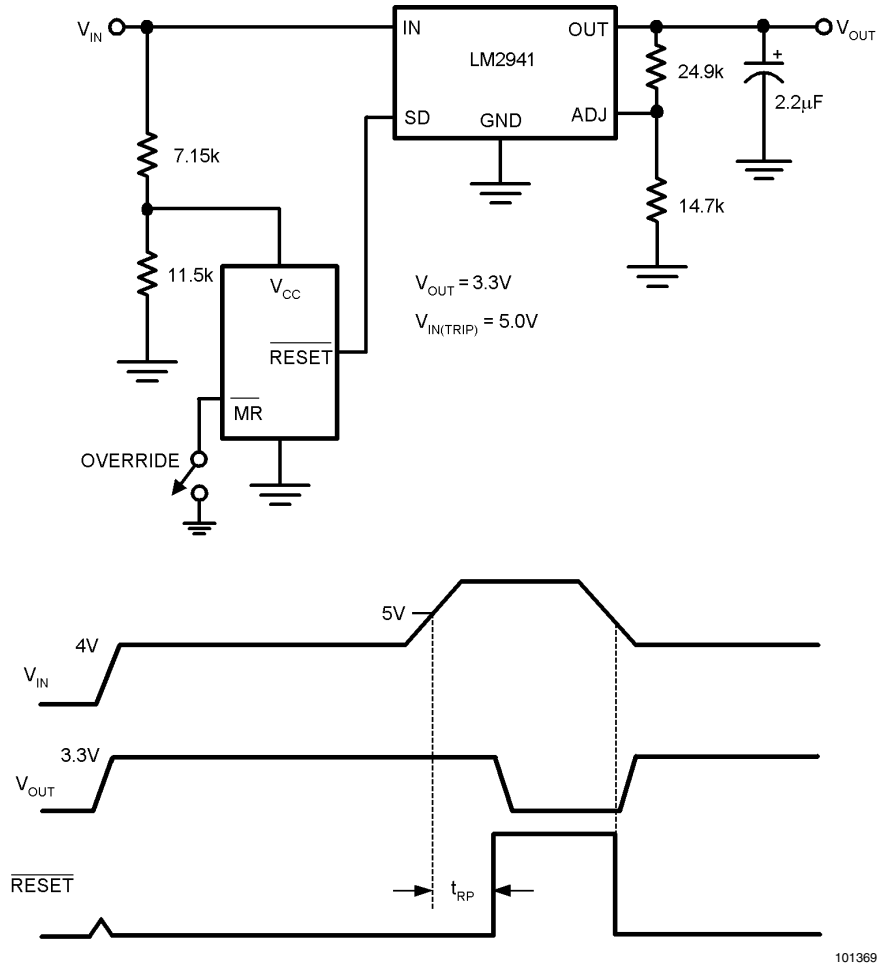 V_IN
IN
OUT
V_OUT
LM2941
24.9k
+
2.2µF
SD
GND
ADJ
7.15k
14.7k
11.5k
V_CC
V_OUT = 3.3V
V_IN(TRIP) = 5.0V
RESET
MR
OVERRIDE
5V
4V
V_IN
3.3V
V_OUT
RESET
t_RP
101369